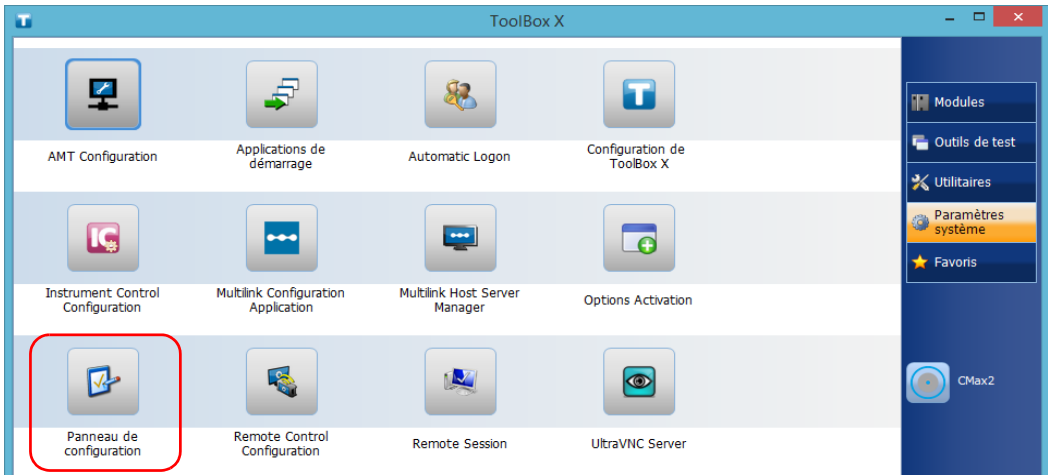 ToolBox X
AMT Configuration
Applications de
démarrage
Automatic Logon
Configuration de
ToolBox X
Instrument Control
Configuration
Multilink Configuration
Application
Multilink Host Server
Manager
Options Activation
Panneau de
configuration
Remote Control
Configuration
Remote Session
UltraVNC Server
Modules
Outils de test
Utilitaires
Paramètres
système
Favoris
CMax2